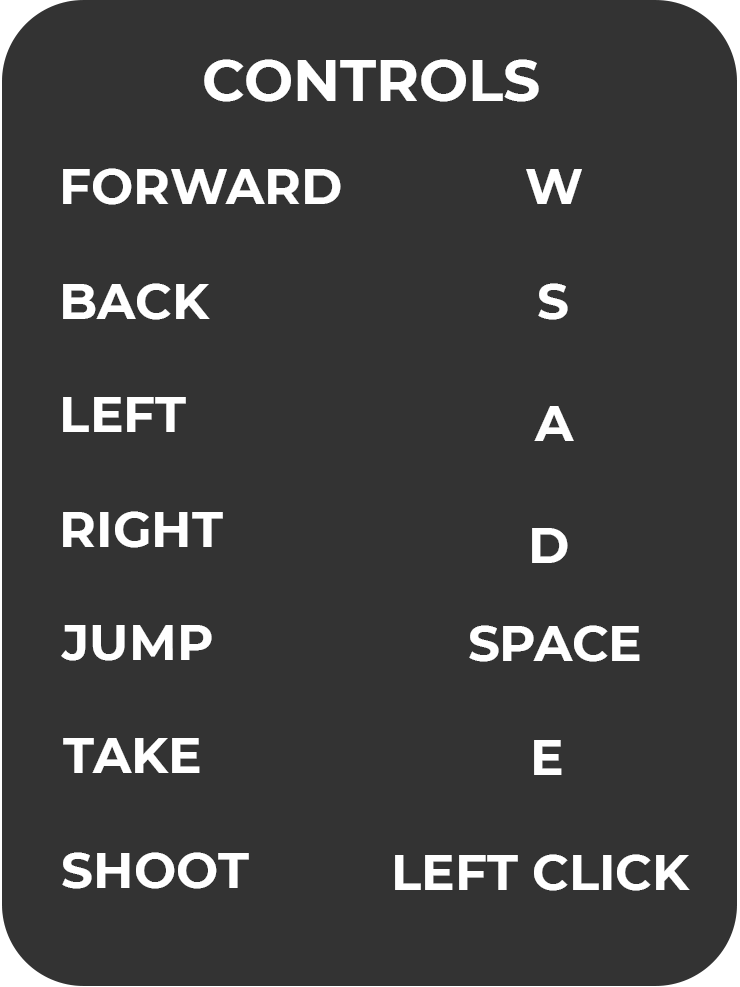 CONTROLS
FORWARD W
BACK S
LEFT A
RIGHT D
JUMP SPACE
TAKE E
SHOOT LEFT CLICK